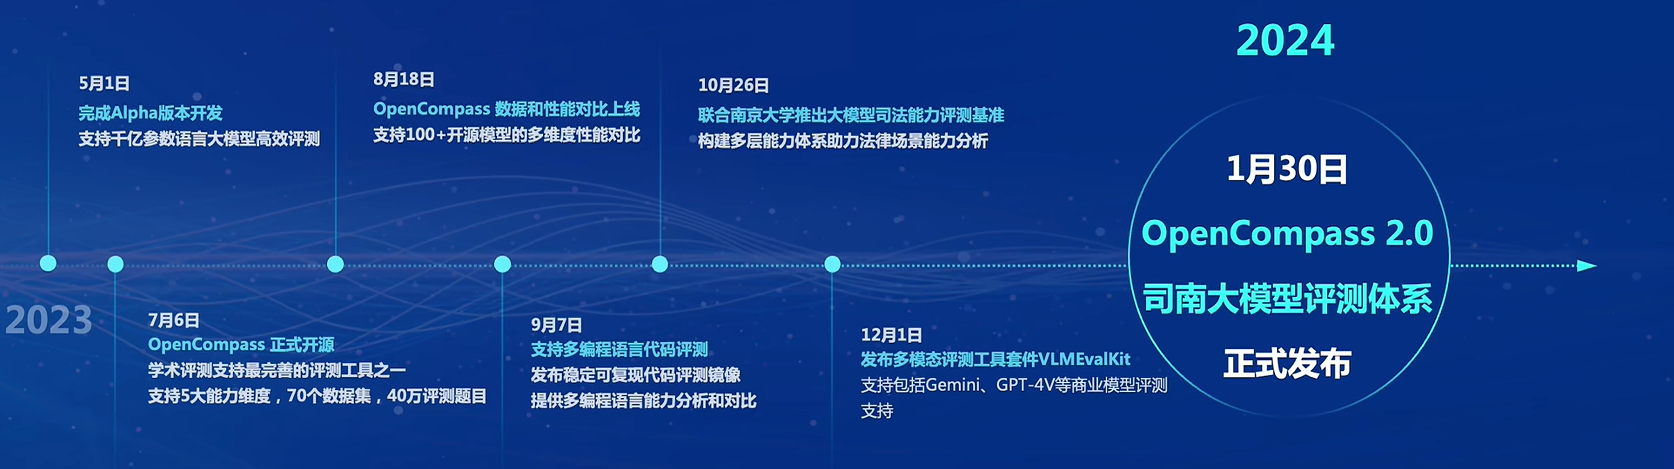 2023
5月1日
完成Alpha版本开发
支持千亿参数语言大模型高效评测
7月6日
OpenCompass 正式开源
学术评测支持最完善的评测工具之一
支持5大能力维度，70个数据集，40万评测题目
8月18日
OpenCompass 数据和性能对比上线
支持100+开源模型的多维度性能对比
9月7日
支持多编程语言代码评测
发布稳定可复现代码评测镜像
提供多编程语言能力分析和对比
10月26日
联合南京大学推出大模型司法能力评测基准
构建多层能力体系助力法律场景能力分析
12月1日
发布多模态评测工具套件VLMEvalKit
支持包括Gemini、GPT-4V等商业模型评测
支持
2024
1月30日
OpenCompass 2.0
司南大模型评测体系
正式发布